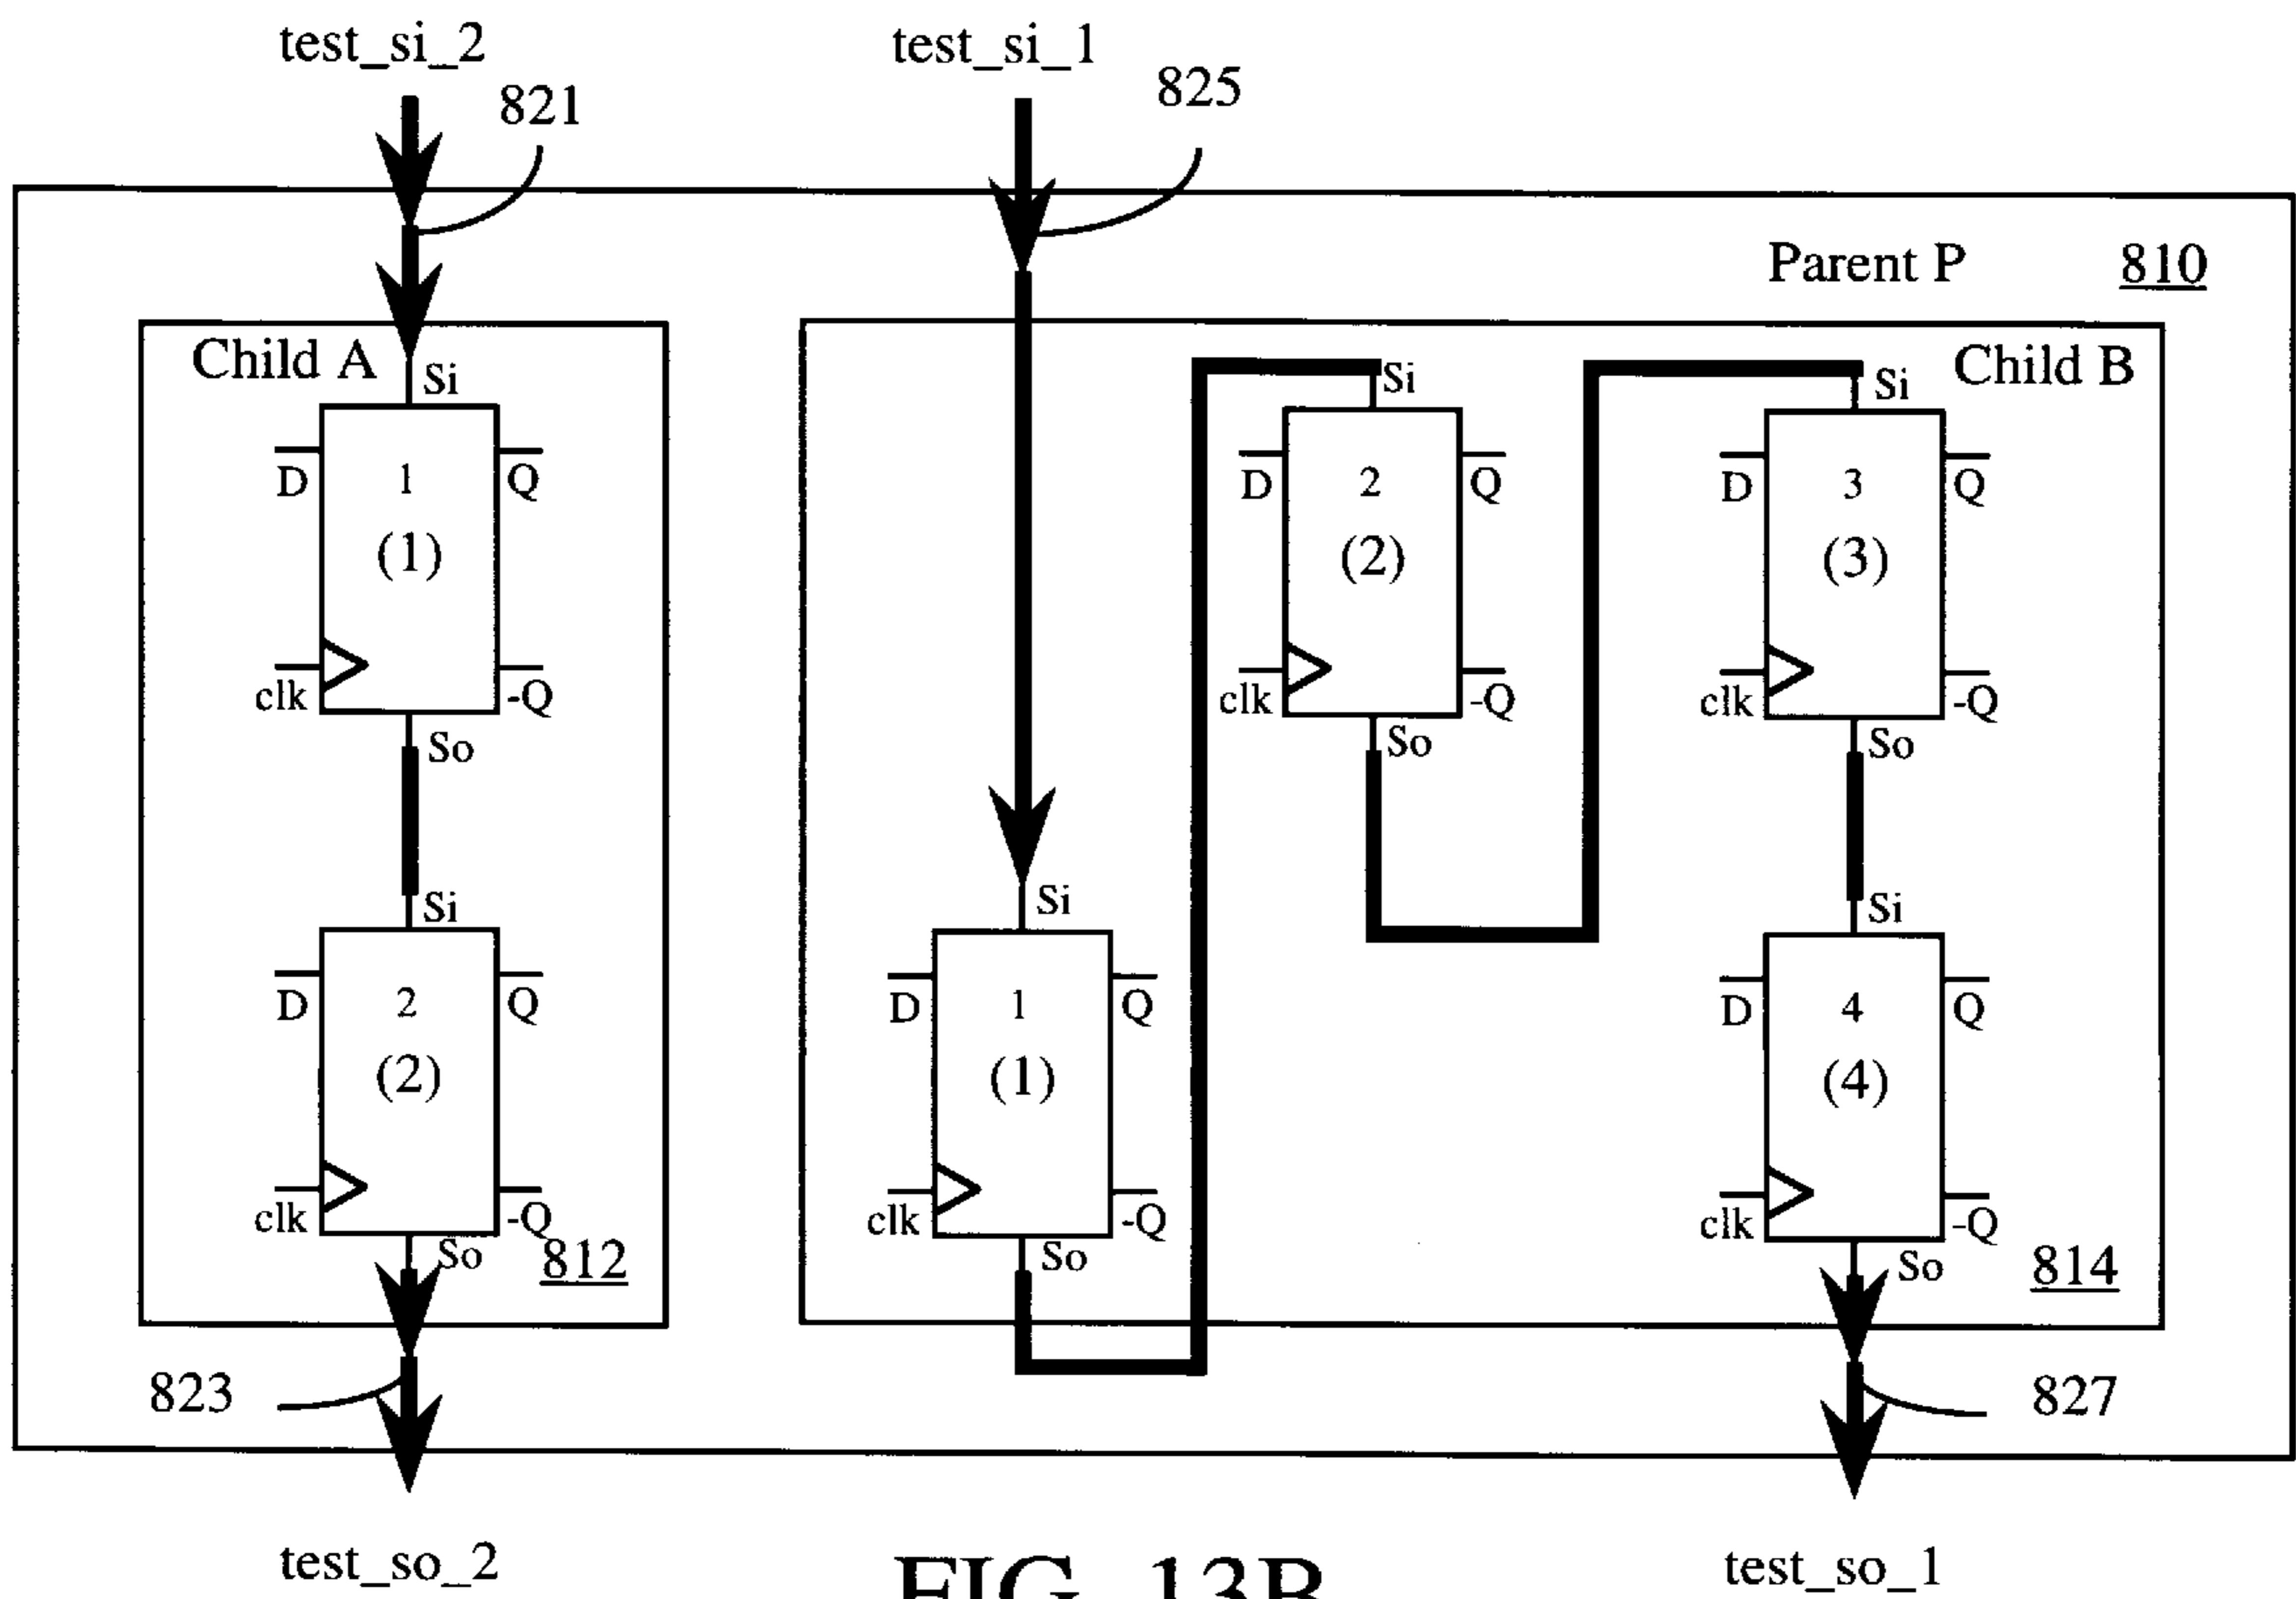 test_si_2
test_si_1
821
825
Parent P
810
Child A
Si
D
1
Q
(1)
clk
-Q
So
Si
D
2
Q
(2)
clk
-Q
So
812
Child B
Si
D
1
Q
(1)
clk
-Q
So
Si
D
2
Q
(2)
clk
-Q
So
Si
D
3
Q
(3)
clk
-Q
So
Si
D
4
Q
(4)
clk
-Q
So
814
823
827
test_so_2
test_so_1
FIG. 13B